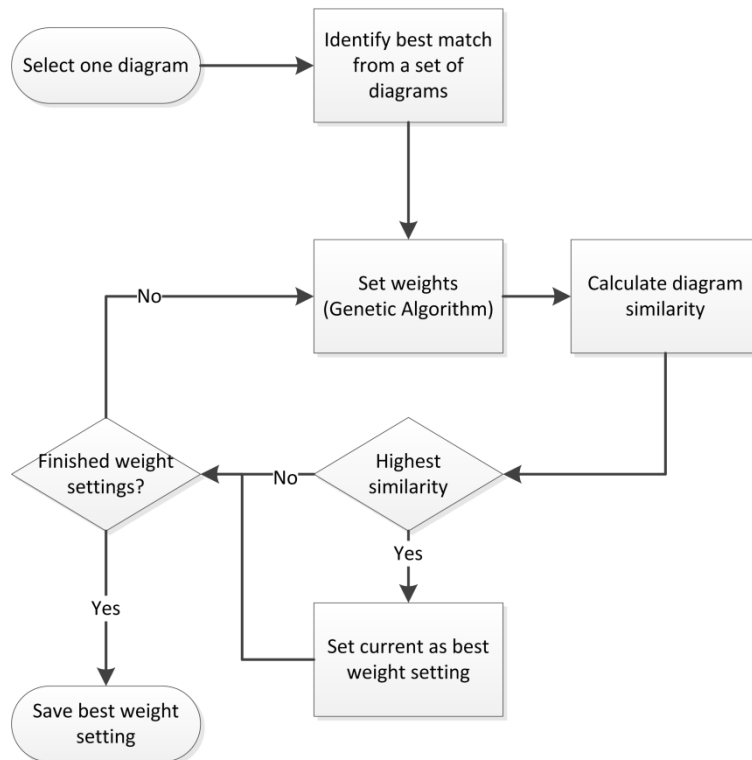 Select one diagram
Identify best match
from a set of
diagrams
Set weights
(Genetic Algorithm)
Calculate diagram
similarity
No
Finished weight
settings?
No
Highest
similarity
Yes
Yes
Set current as best
weight setting
Save best weight
setting